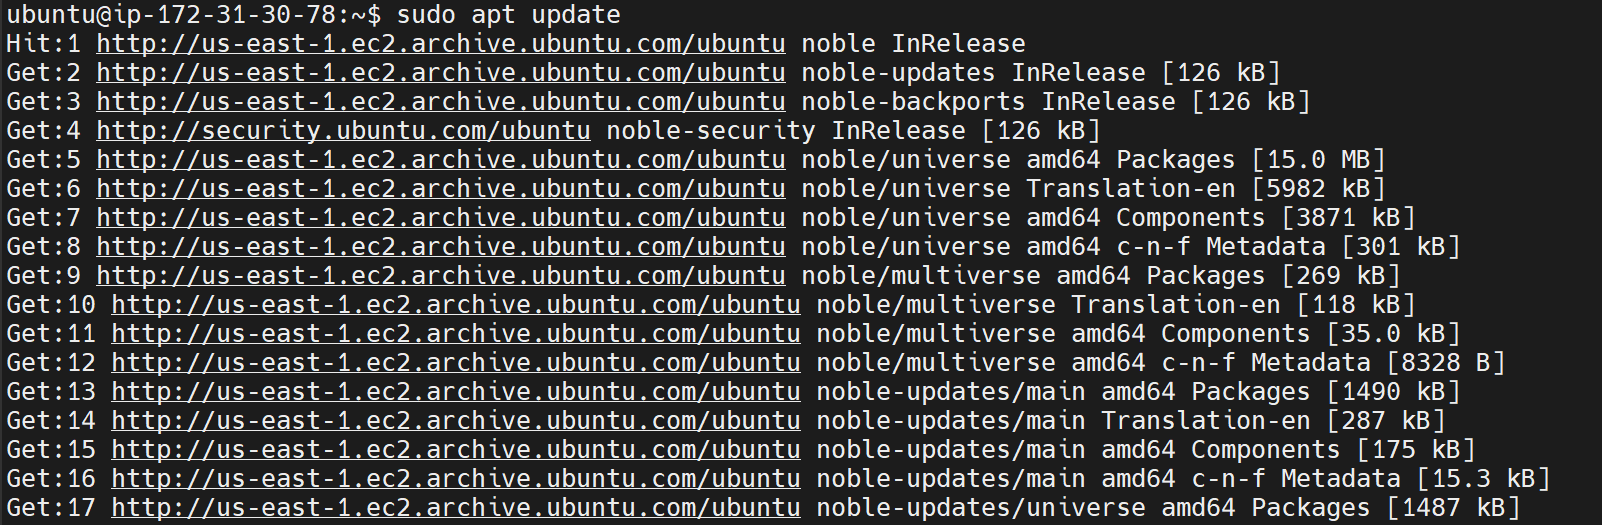 ubuntu@ip-172-31-30-78:~$ sudo apt update
Hit:1 http://us-east-1.ec2.archive.ubuntu.com/ubuntu noble InRelease
Get:2 http://us-east-1.ec2.archive.ubuntu.com/ubuntu noble-updates InRelease [126 kB]
Get:3 http://us-east-1.ec2.archive.ubuntu.com/ubuntu noble-backports InRelease [126 kB]
Get:4 http://security.ubuntu.com/ubuntu noble-security InRelease [126 kB]
Get:5 http://us-east-1.ec2.archive.ubuntu.com/ubuntu noble/universe amd64 Packages [15.0 MB]
Get:6 http://us-east-1.ec2.archive.ubuntu.com/ubuntu noble/universe Translation-en [5982 kB]
Get:7 http://us-east-1.ec2.archive.ubuntu.com/ubuntu noble/universe amd64 Components [3871 kB]
Get:8 http://us-east-1.ec2.archive.ubuntu.com/ubuntu noble/universe amd64 c-n-f Metadata [301 kB]
Get:9 http://us-east-1.ec2.archive.ubuntu.com/ubuntu noble/multiverse amd64 Packages [269 kB]
Get:10 http://us-east-1.ec2.archive.ubuntu.com/ubuntu noble/multiverse Translation-en [118 kB]
Get:11 http://us-east-1.ec2.archive.ubuntu.com/ubuntu noble/multiverse amd64 Components [35.0 kB]
Get:12 http://us-east-1.ec2.archive.ubuntu.com/ubuntu noble/multiverse amd64 c-n-f Metadata [8328 B]
Get:13 http://us-east-1.ec2.archive.ubuntu.com/ubuntu noble-updates/main amd64 Packages [1490 kB]
Get:14 http://us-east-1.ec2.archive.ubuntu.com/ubuntu noble-updates/main Translation-en [287 kB]
Get:15 http://us-east-1.ec2.archive.ubuntu.com/ubuntu noble-updates/main amd64 Components [175 kB]
Get:16 http://us-east-1.ec2.archive.ubuntu.com/ubuntu noble-updates/main amd64 c-n-f Metadata [15.3 kB]
Get:17 http://us-east-1.ec2.archive.ubuntu.com/ubuntu noble-updates/universe amd64 Packages [1487 kB]